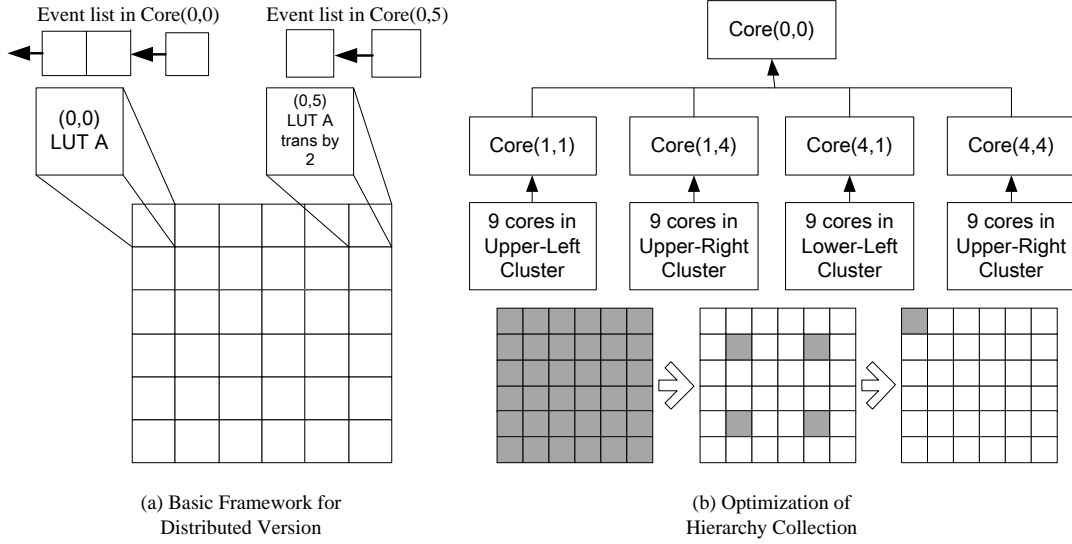 Event list in Core(0,0)
Event list in Core(0,5)
(0,0)
LUT A
(0,5)
LUT A
trans by
2
(a) Basic Framework for
Distributed Version
Core(0,0)
Core(1,1)
Core(1,4)
Core(4,1)
Core(4,4)
9 cores in
Upper-Left
Cluster
9 cores in
Upper-Right
Cluster
9 cores in
Lower-Left
Cluster
9 cores in
Upper-Right
Cluster
(b) Optimization of
Hierarchy Collection